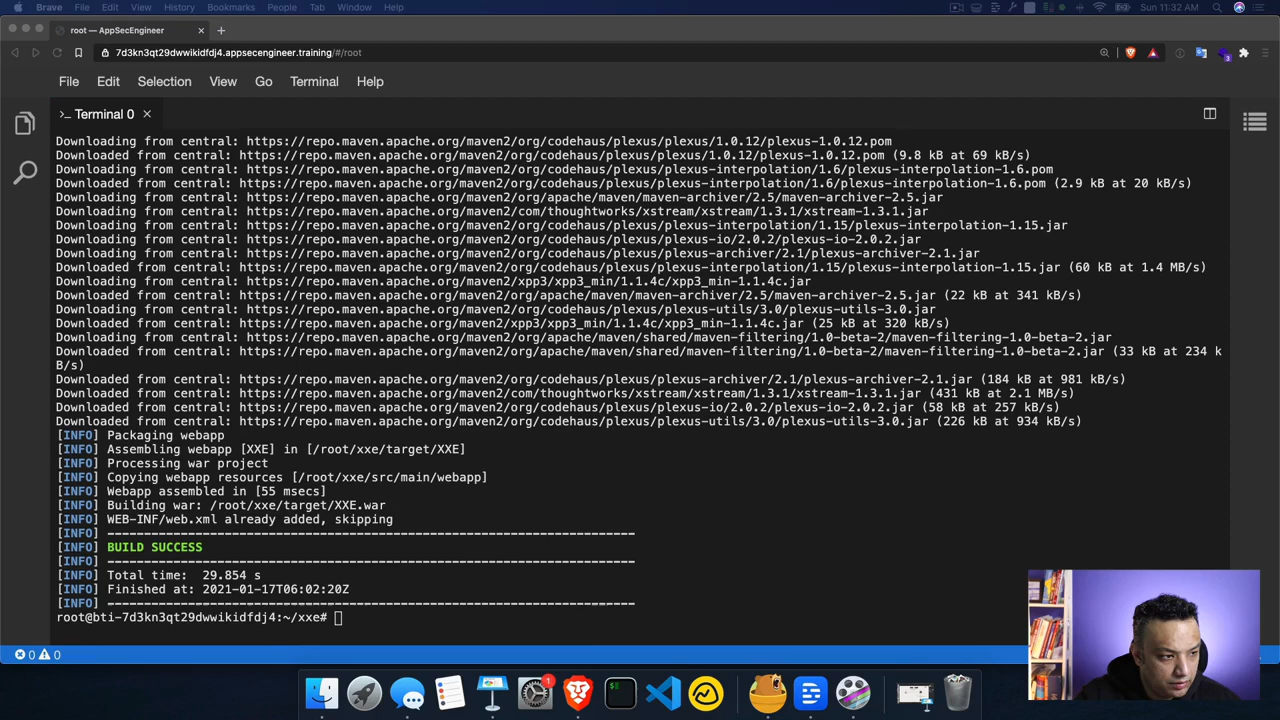 Brave File Edit View History Bookmarks People Tab Window Help Sun 11:32 AM
root — AppSecEngineer
7d3kn3qt29dwwikidfdj4.appsecengineer.training/#/root
3
File Edit Selection View Go Terminal Help
>_ Terminal 0
Downloading from central: https://repo.maven.apache.org/maven2/org/codehaus/plexus/plexus/1.0.12/plexus-1.0.12.pom
Downloaded from central: https://repo.maven.apache.org/maven2/org/codehaus/plexus/plexus/1.0.12/plexus-1.0.12.pom (9.8 kB at 69 kB/s)
Downloading from central: https://repo.maven.apache.org/maven2/org/codehaus/plexus/plexus-interpolation/1.6/plexus-interpolation-1.6.pom
Downloaded from central: https://repo.maven.apache.org/maven2/org/codehaus/plexus/plexus-interpolation/1.6/plexus-interpolation-1.6.pom (2.9 kB at 20 kB/s)
Downloading from central: https://repo.maven.apache.org/maven2/org/apache/maven/maven-archiver/2.5/maven-archiver-2.5.jar
Downloading from central: https://repo.maven.apache.org/maven2/com/thoughtworks/xstream/xstream/1.3.1/xstream-1.3.1.jar
Downloading from central: https://repo.maven.apache.org/maven2/org/codehaus/plexus/plexus-interpolation/1.15/plexus-interpolation-1.15.jar
Downloading from central: https://repo.maven.apache.org/maven2/org/codehaus/plexus/plexus-io/2.0.2/plexus-io-2.0.2.jar
Downloading from central: https://repo.maven.apache.org/maven2/org/codehaus/plexus/plexus-archiver/2.1/plexus-archiver-2.1.jar
Downloaded from central: https://repo.maven.apache.org/maven2/org/codehaus/plexus/plexus-interpolation/1.15/plexus-interpolation-1.15.jar (60 kB at 1.4 MB/s)
Downloading from central: https://repo.maven.apache.org/maven2/xpp3/xpp3_min/1.1.4c/xpp3_min-1.1.4c.jar
Downloaded from central: https://repo.maven.apache.org/maven2/org/apache/maven/maven-archiver/2.5/maven-archiver-2.5.jar (22 kB at 341 kB/s)
Downloading from central: https://repo.maven.apache.org/maven2/org/codehaus/plexus/plexus-utils/3.0/plexus-utils-3.0.jar
Downloaded from central: https://repo.maven.apache.org/maven2/xpp3/xpp3_min/1.1.4c/xpp3_min-1.1.4c.jar (25 kB at 320 kB/s)
Downloading from central: https://repo.maven.apache.org/maven2/org/apache/maven/shared/maven-filtering/1.0-beta-2/maven-filtering-1.0-beta-2.jar
Downloaded from central: https://repo.maven.apache.org/maven2/org/apache/maven/shared/maven-filtering/1.0-beta-2/maven-filtering-1.0-beta-2.jar (33 kB at 234 k
B/s)
Downloaded from central: https://repo.maven.apache.org/maven2/org/codehaus/plexus/plexus-archiver/2.1/plexus-archiver-2.1.jar (184 kB at 981 kB/s)
Downloaded from central: https://repo.maven.apache.org/maven2/com/thoughtworks/xstream/xstream/1.3.1/xstream-1.3.1.jar (431 kB at 2.1 MB/s)
Downloaded from central: https://repo.maven.apache.org/maven2/org/codehaus/plexus/plexus-io/2.0.2/plexus-io-2.0.2.jar (58 kB at 257 kB/s)
Downloaded from central: https://repo.maven.apache.org/maven2/org/codehaus/plexus/plexus-utils/3.0/plexus-utils-3.0.jar (226 kB at 934 kB/s)
[INFO] Packaging webapp
[INFO] Assembling webapp [XXE] in [/root/xxe/target/XXE]
[INFO] Processing war project
[INFO] Copying webapp resources [/root/xxe/src/main/webapp]
[INFO] Webapp assembled in [55 msecs]
[INFO] Building war: /root/xxe/target/XXE.war
[INFO] WEB-INF/web.xml already added, skipping
[INFO] ------------------------------------------------------------------------
[INFO] BUILD SUCCESS
[INFO] ------------------------------------------------------------------------
[INFO] Total time:  29.854 s
[INFO] Finished at: 2021-01-17T06:02:20Z
[INFO] ------------------------------------------------------------------------
root@bti-7d3kn3qt29dwwikidfdj4:~/xxe#
0 0
1